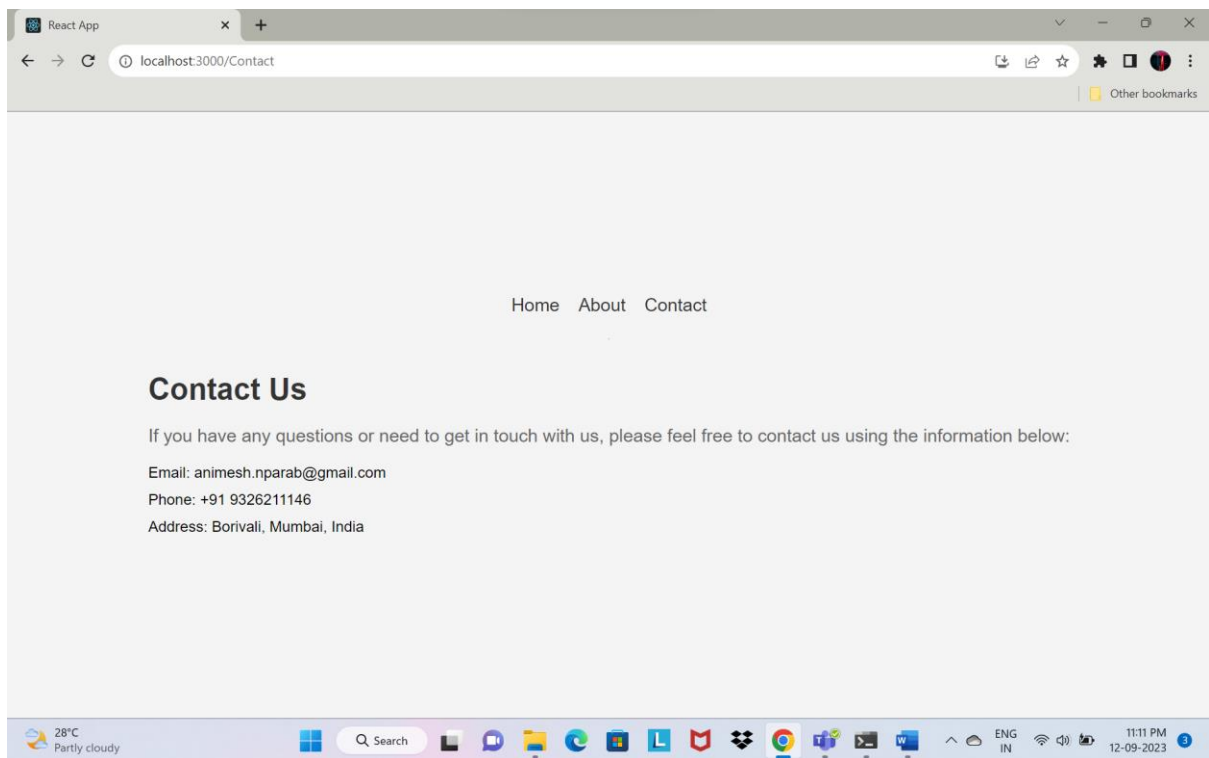 React App
localhost:3000/Contact
Other bookmarks
Home About Contact
Contact Us
If you have any questions or need to get in touch with us, please feel free to contact us using the information below:
Email: animesh.nparab@gmail.com
Phone: +91 9326211146
Address: Borivali, Mumbai, India
28°C
Partly cloudy
Search
ENG
IN
11:11 PM
12-09-2023
3